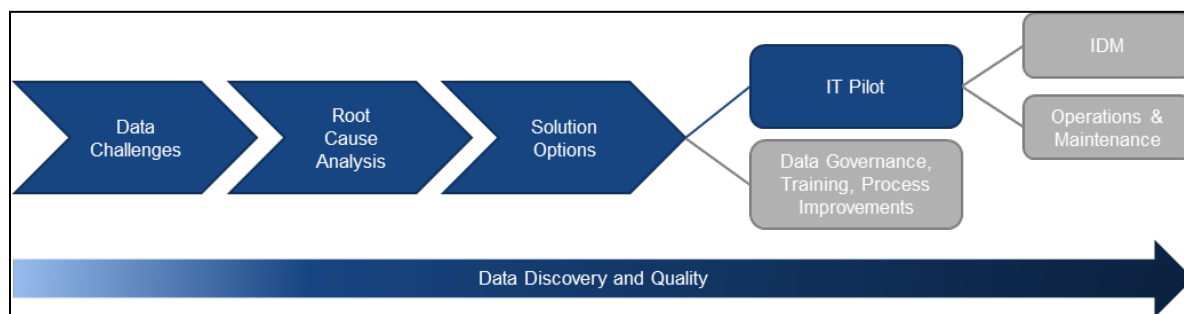 Data
Challenges
Root
Cause
Analysis
Solution
Options
IT Pilot
Data Governance,
Training, Process
Improvements
IDM
Operations &
Maintenance
Data Discovery and Quality